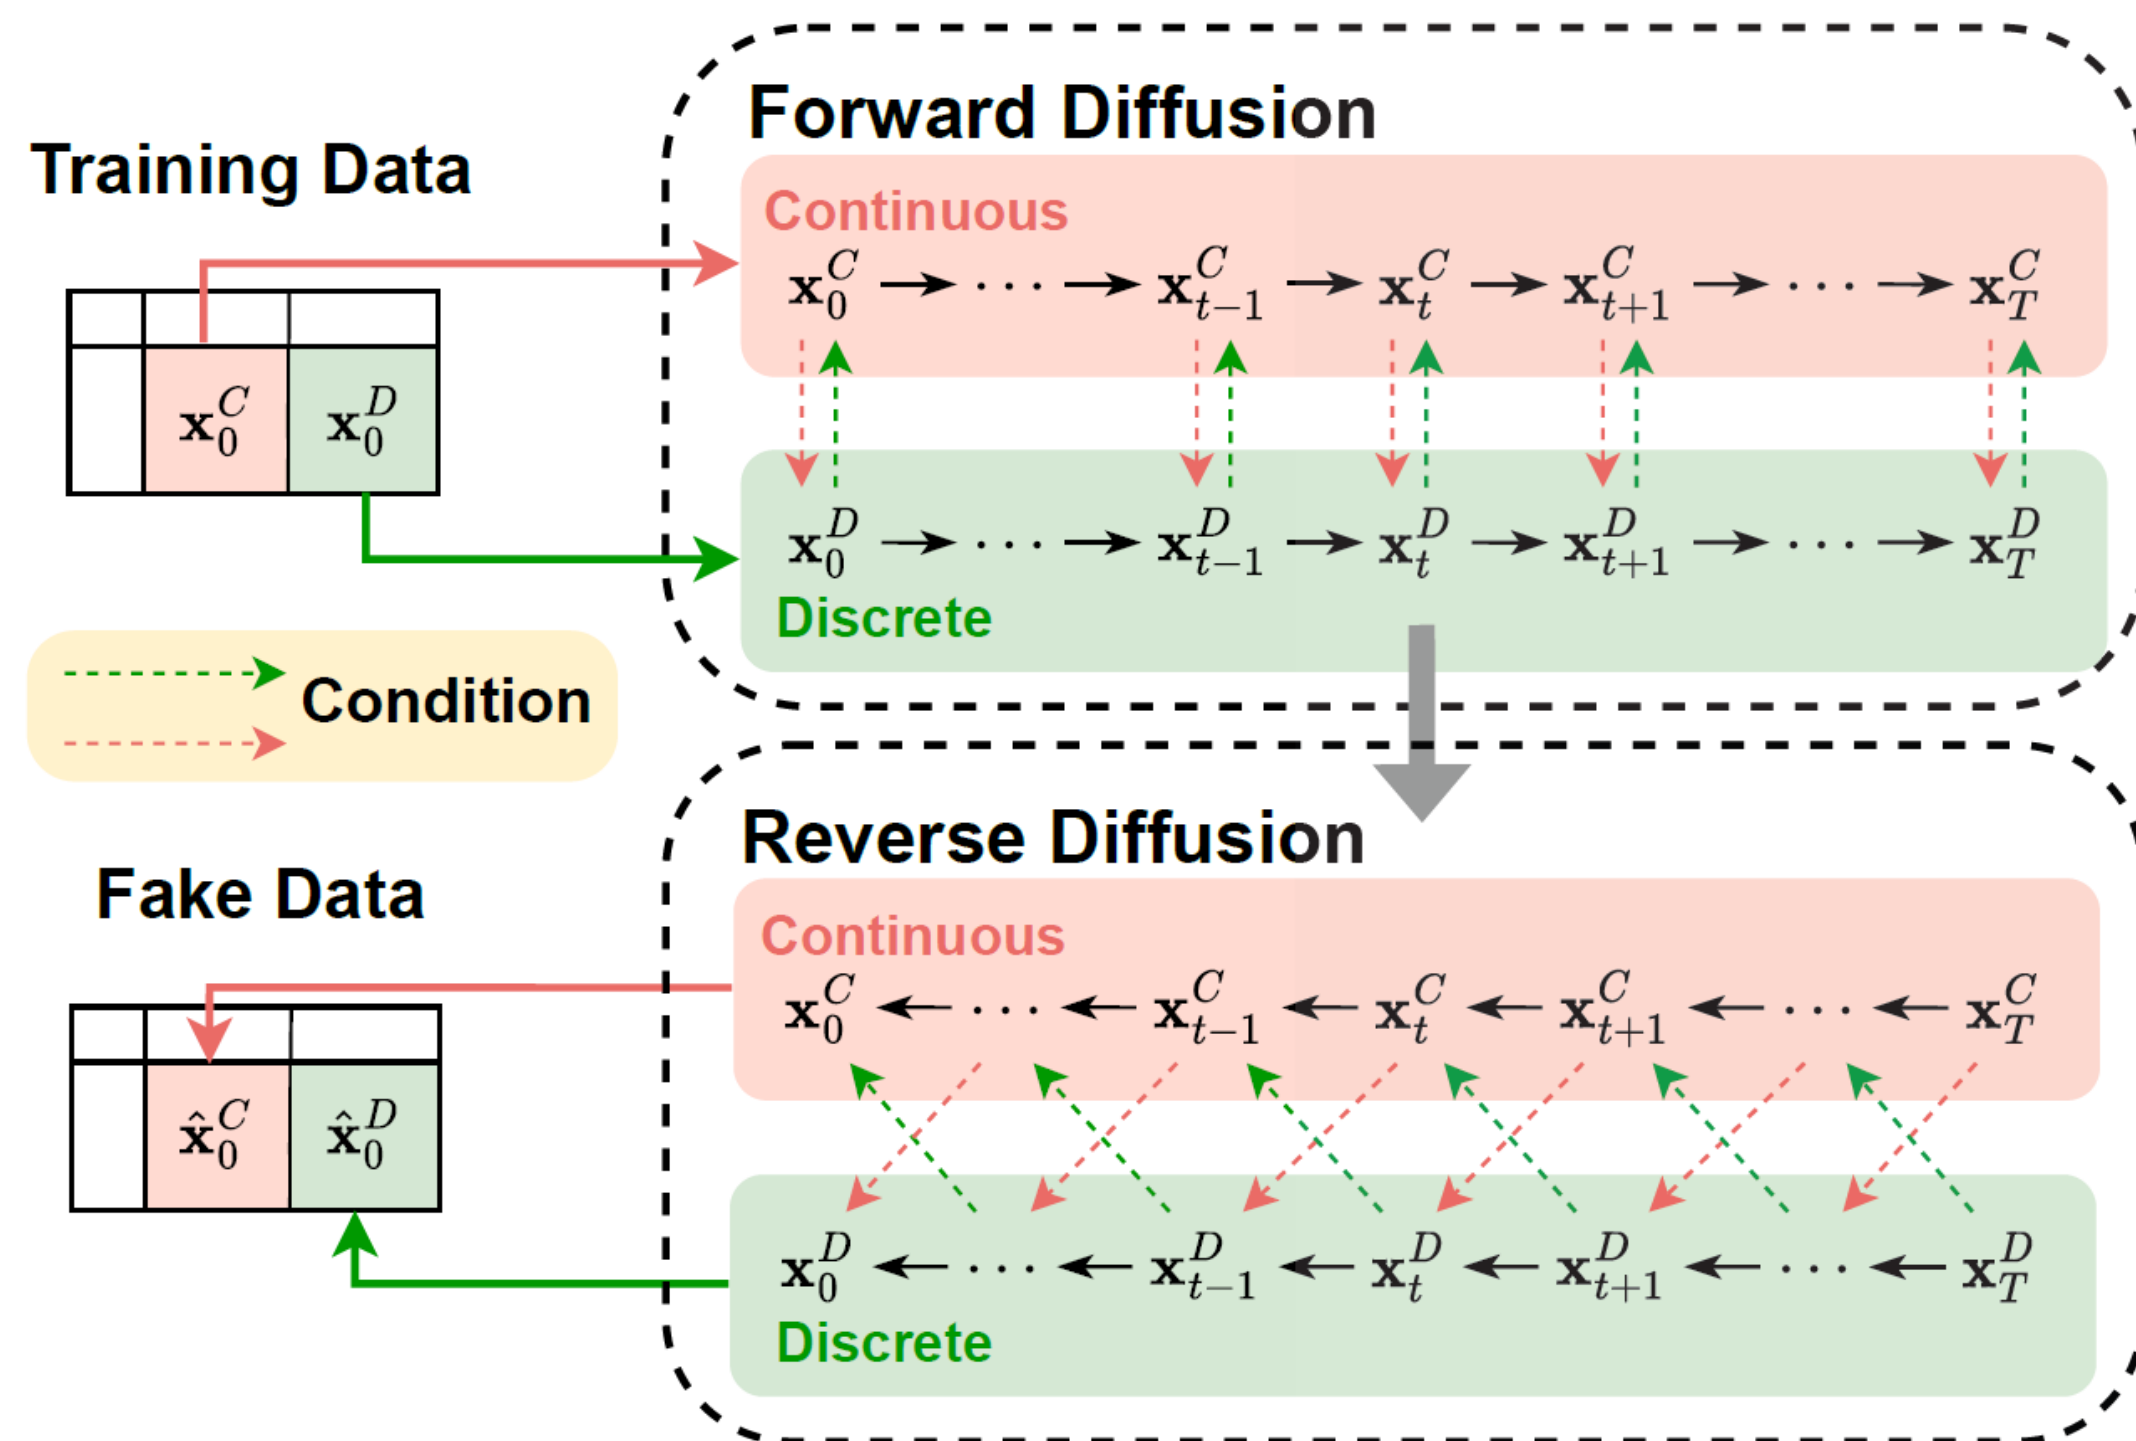 Forward Diffusion
Training Data
Continuous
x_0^C → ··· → x_{t-1}^C → x_t^C → x_{t+1}^C → ··· → x_T^C
x_0^C x_0^D
x_0^D → ··· → x_{t-1}^D → x_t^D → x_{t+1}^D → ··· → x_T^D
Discrete
Condition
Reverse Diffusion
Fake Data
Continuous
x_0^C ← ··· ← x_{t-1}^C ← x_t^C ← x_{t+1}^C ← ··· ← x_T^C
x̂_0^C x̂_0^D
x_0^D ← ··· ← x_{t-1}^D ← x_t^D ← x_{t+1}^D ← ··· ← x_T^D
Discrete